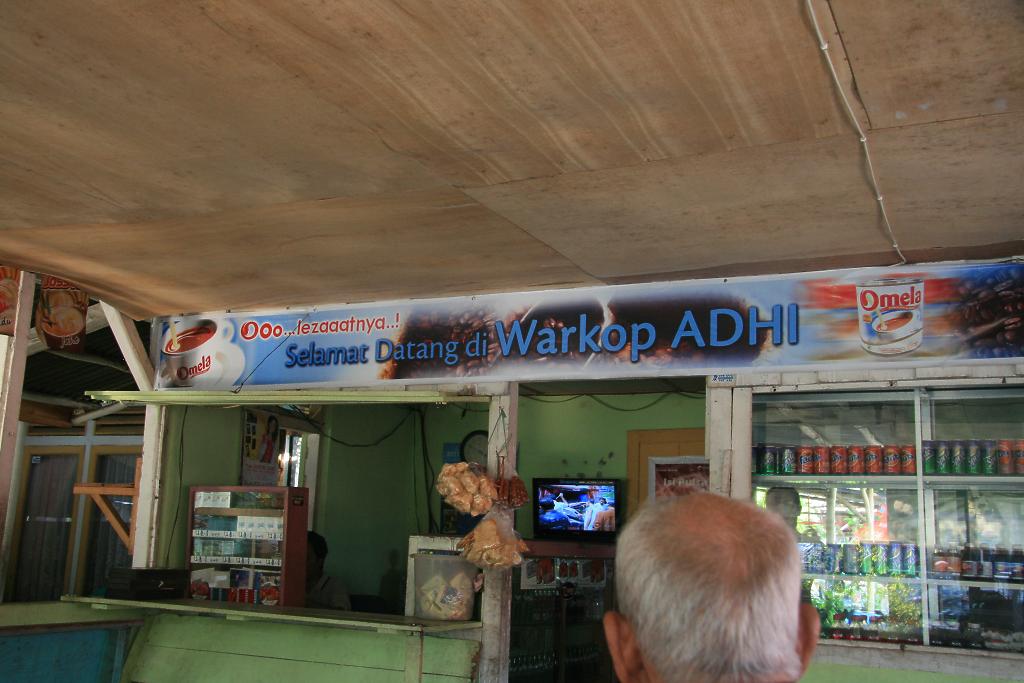 Ooo...lezaaatnya..!
Selamat Datang di Warkop ADHI
Omela
Omela